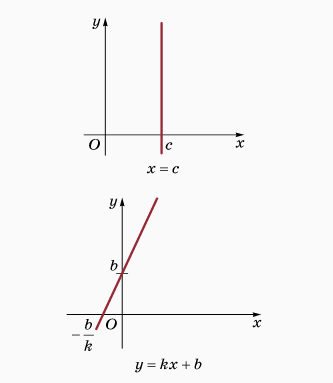 y
O
c
x
x = c
y
b
- b/k
O
x
y = kx + b